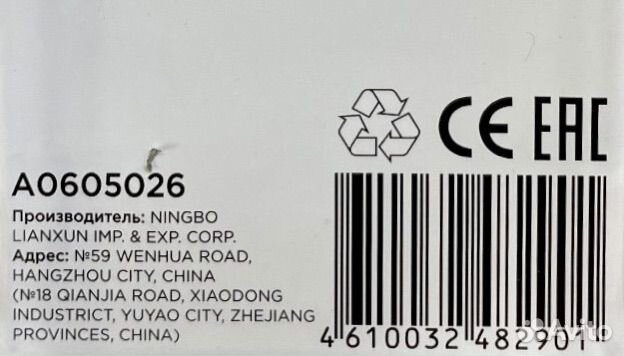 CE EAC
A0605026
Производитель: NINGBO
LIANXUN IMP. & EXP. CORP.
Адрес: №59 WENHUA ROAD,
HANGZHOU CITY, CHINA
(№18 QIANJIA ROAD, XIAODONG
INDUSTRICT, YUYAO CITY, ZHEJIANG
PROVINCES, CHINA)
4 610032 482901
Avito